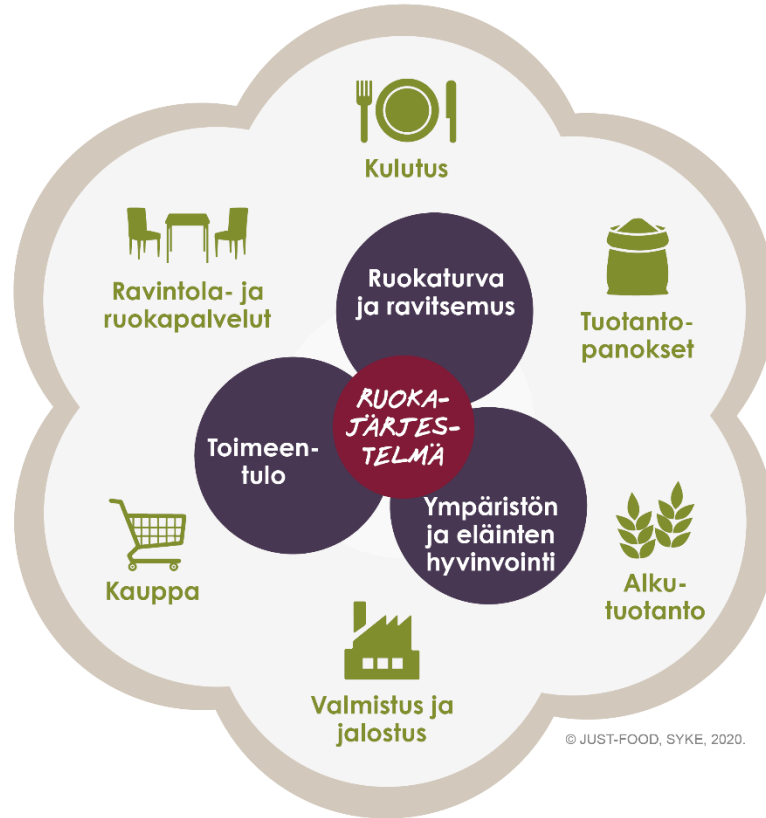 Kulutus
Ravintola- ja
ruokapalvelut
Ruokaturva
ja ravitsemus
Tuotanto-
panokset
RUOKA-
JÄRJES-
TELMÄ
Toimeen-
tulo
Ympäristön
ja eläinten
hyvinvointi
Kauppa
Alku-
tuotanto
Valmistus ja
jalostus
© JUST-FOOD, SYKE, 2020.